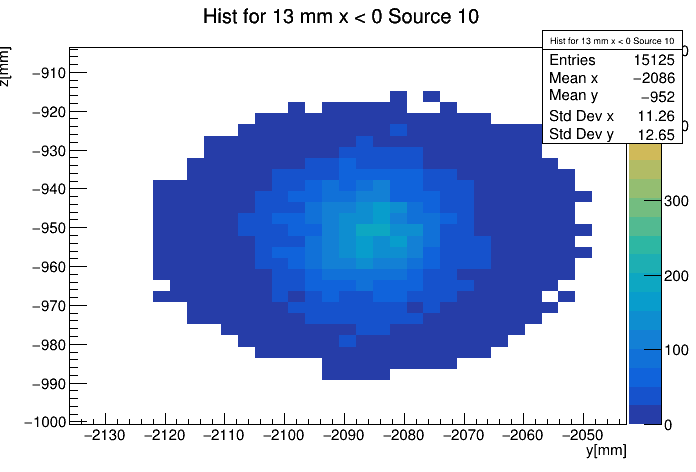 Hist for 13 mm x < 0 Source 10
z[mm]
Hist for 13 mm x < 0 Source 10
Entries 15125
Mean x −2086
Mean y −952
Std Dev x 11.26
Std Dev y 12.65
−910
−920
−930
−940
−950
−960
−970
−980
−990
−1000
−2130 −2120 −2110 −2100 −2090 −2080 −2070 −2060 −2050
y[mm]
300
200
100
0